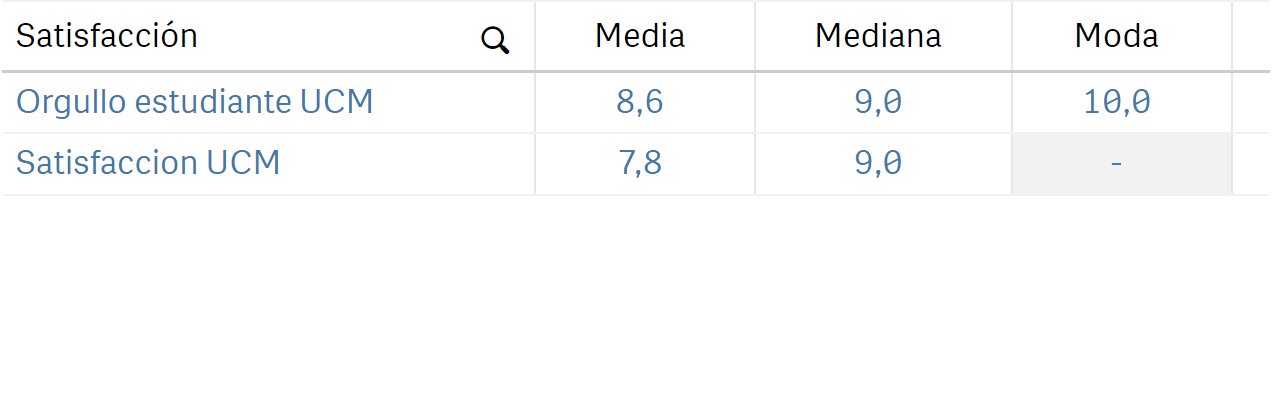 Satisfacción Media Mediana Moda
Orgullo estudiante UCM 8,6 9,0 10,0
Satisfaccion UCM 7,8 9,0 -